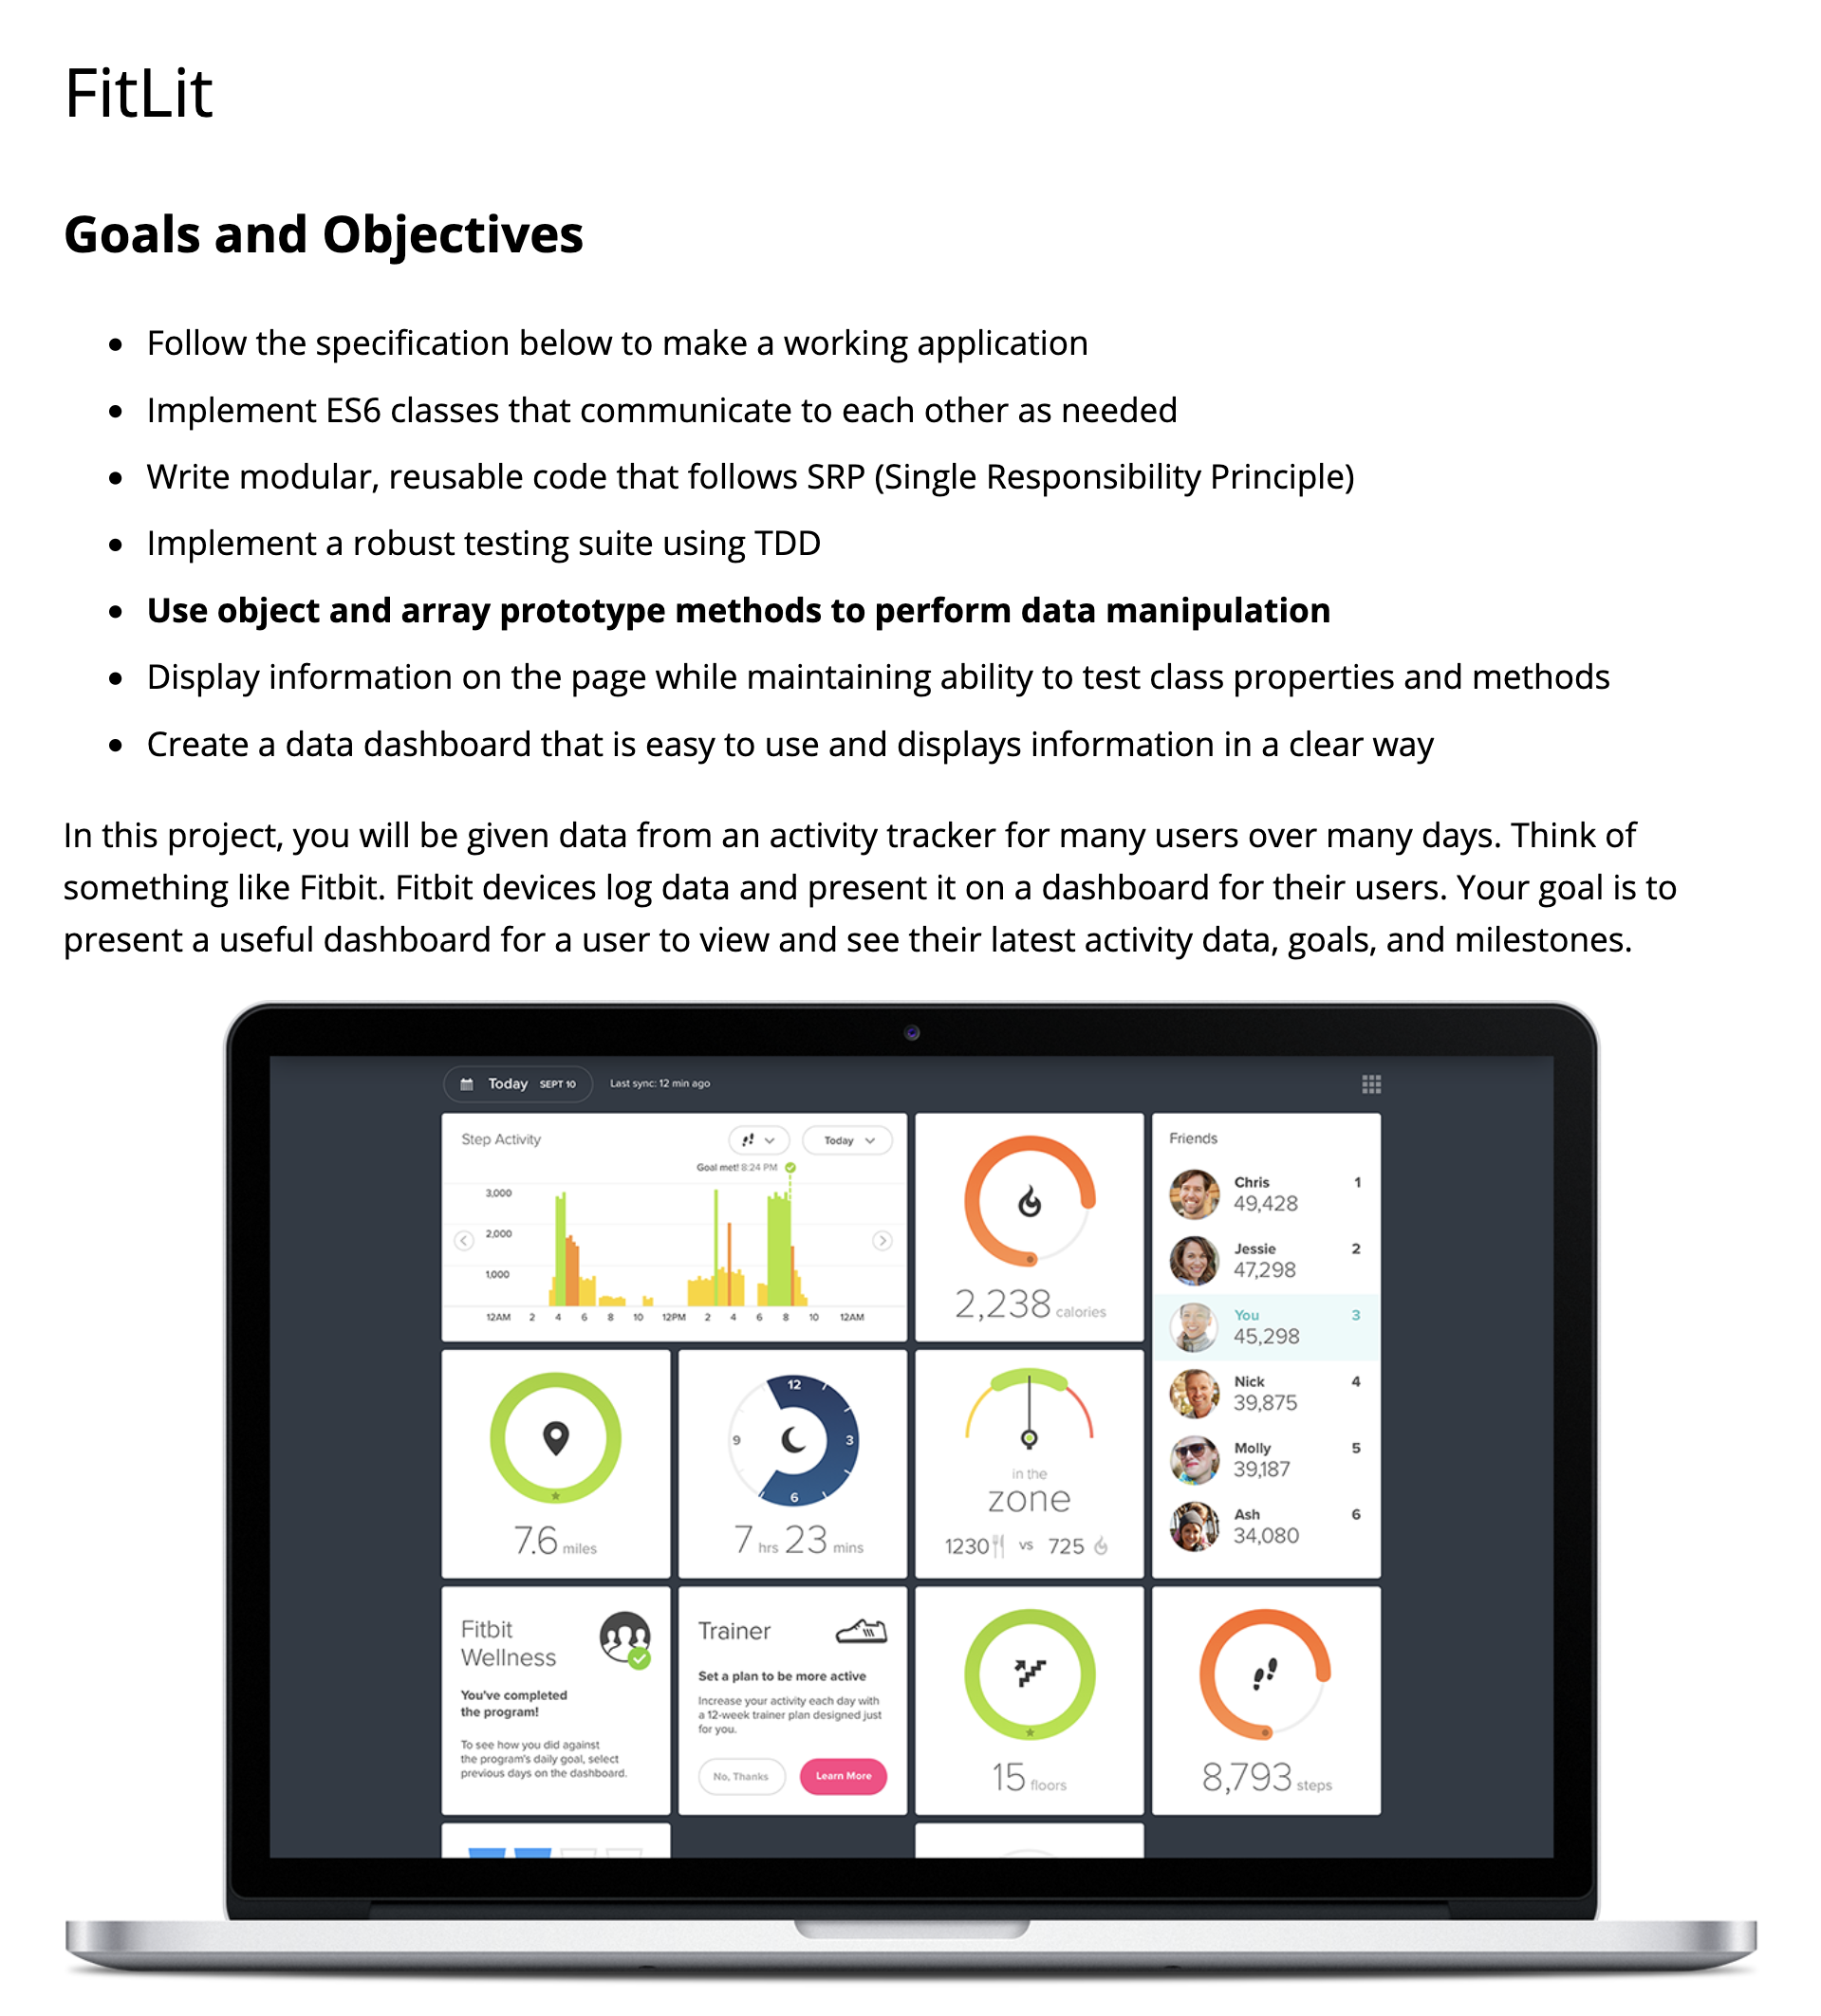 FitLit
Goals and Objectives
• Follow the specification below to make a working application
• Implement ES6 classes that communicate to each other as needed
• Write modular, reusable code that follows SRP (Single Responsibility Principle)
• Implement a robust testing suite using TDD
• Use object and array prototype methods to perform data manipulation
• Display information on the page while maintaining ability to test class properties and methods
• Create a data dashboard that is easy to use and displays information in a clear way
In this project, you will be given data from an activity tracker for many users over many days. Think of
something like Fitbit. Fitbit devices log data and present it on a dashboard for their users. Your goal is to
present a useful dashboard for a user to view and see their latest activity data, goals, and milestones.
Today SEPT 10 Last sync: 12 min ago
Step Activity
Today
Goal met! 8:24 PM
3,000
2,000
1,000
12AM 2 4 6 8 10 12PM 2 4 6 8 10 12AM
2,238 calories
Friends
Chris 1
49,428
Jessie 2
47,298
You 3
45,298
Nick 4
39,875
Molly 5
39,187
Ash 6
34,080
7.6 miles
12
3
6
9
7 hrs 23 mins
in the
zone
1230 vs 725
Fitbit
Wellness
You've completed
the program!
To see how you did against
the program's daily goal, select
previous days on the dashboard.
Trainer
Set a plan to be more active
Increase your activity each day with
a 12-week trainer plan designed just
for you.
No, Thanks
Learn More
15 floors
8,793 steps